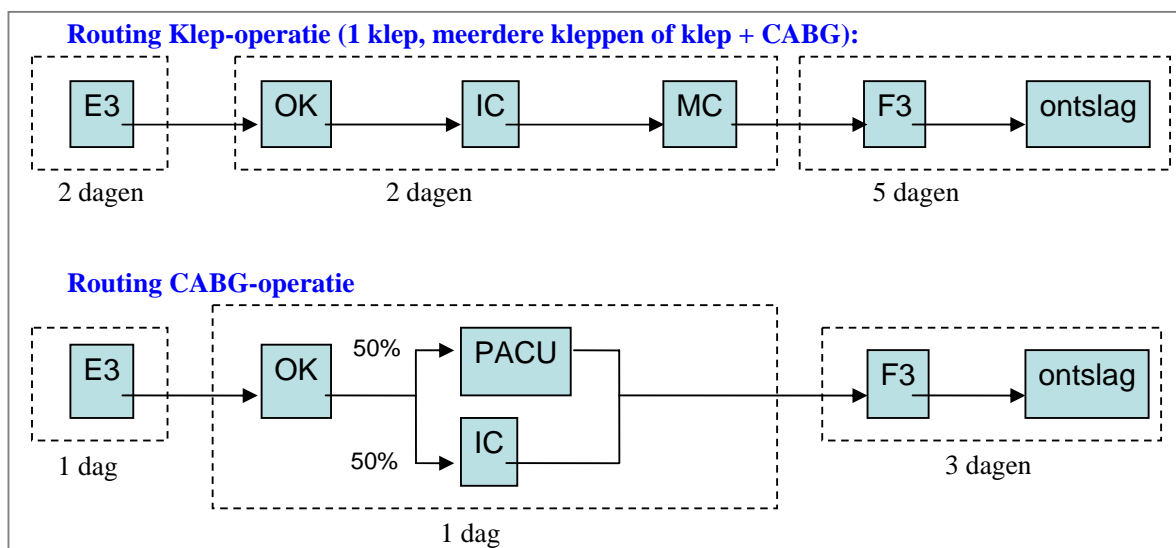 Routing Klep-operatie (1 klep, meerdere kleppen of klep + CABG):
E3
OK
IC
MC
F3
ontslag
2 dagen
2 dagen
5 dagen
Routing CABG-operatie
E3
OK
50%
PACU
50%
IC
F3
ontslag
1 dag
1 dag
3 dagen